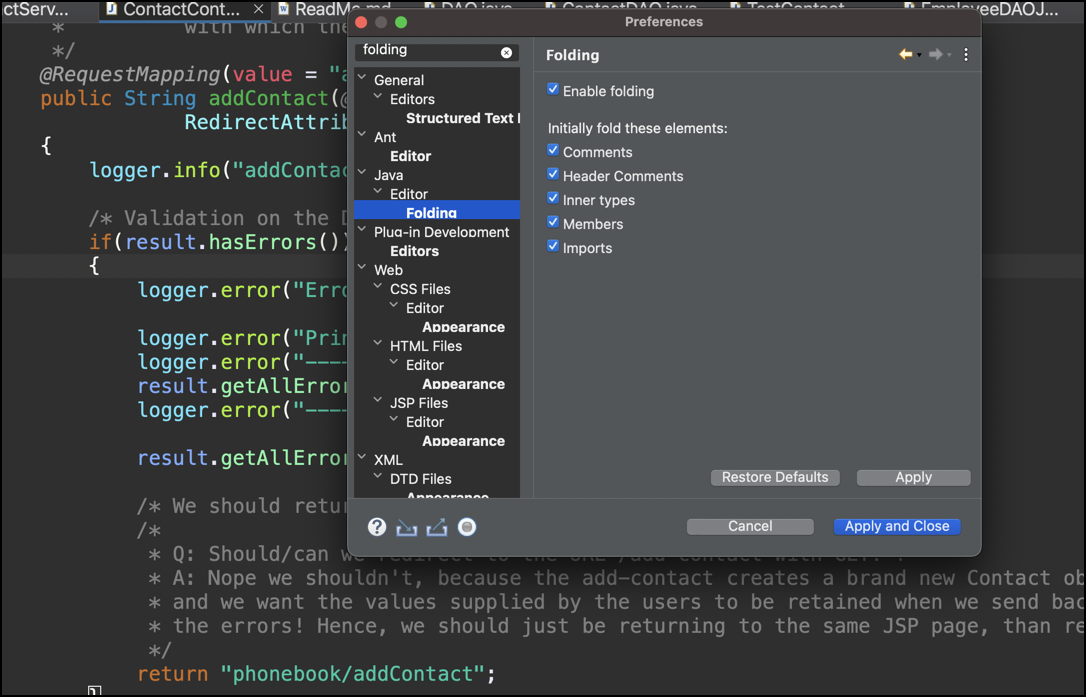 ctServ...
ContactCont...
ReadMe.md
DAO.java
ContactDAO.java
TestContact
EmployeeDAOJ...
* with which the
*/
@RequestMapping(value = "a
public String addContact(@
RedirectAttrib
{
logger.info("addContac
/* Validation on the D
if(result.hasErrors())
{
logger.error("Erro
logger.error("Prin
logger.error("----
result.getAllError
logger.error("----
result.getAllError
/* We should retur
/*
* Q: Should/can we redirect to the URL /add-contact with GET? ?
* A: Nope we shouldn't, because the add-contact creates a brand new Contact ob
* and we want the values supplied by the users to be retained when we send bac
* the errors! Hence, we should just be returning to the same JSP page, than re
*/
return "phonebook/addContact";
}
Preferences
folding
General
Editors
Structured Text
Ant
Editor
Java
Editor
Folding
Plug-in Development
Editors
Web
CSS Files
Editor
Appearance
HTML Files
Editor
Appearance
JSP Files
Editor
Appearance
XML
DTD Files
Appearance
Folding
Enable folding
Initially fold these elements:
Comments
Header Comments
Inner types
Members
Imports
Restore Defaults
Apply
?
Cancel
Apply and Close